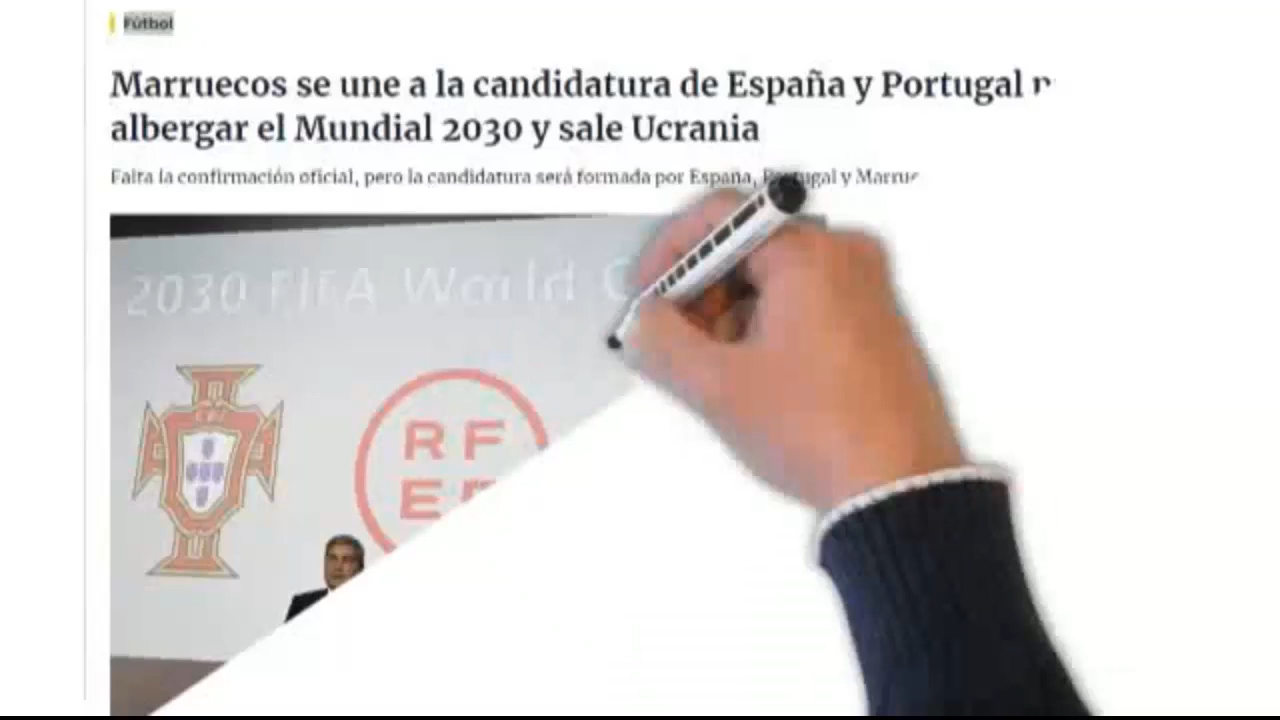 Fútbol
Marruecos se une a la candidatura de España y Portugal
albergar el Mundial 2030 y sale Ucrania
Falta la confirmación oficial, pero la candidatura será formada por España, Portugal y
2030 FIFA World
RF